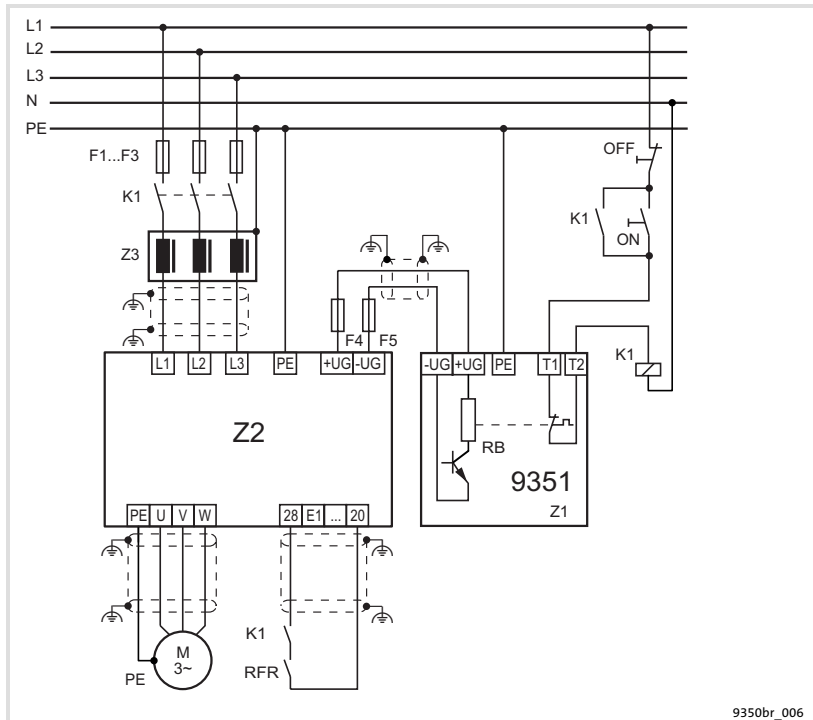 L1
L2
L3
N
PE
F1...F3
OFF
K1
K1
ON
Z3
F4 F5
K1
L1 L2 L3 PE +UG -UG
-UG +UG PE T1 T2
Z2
RB
9351
Z1
PE U V W 28 E1 ... 20
K1
M
3~
RFR
PE
9350br_006